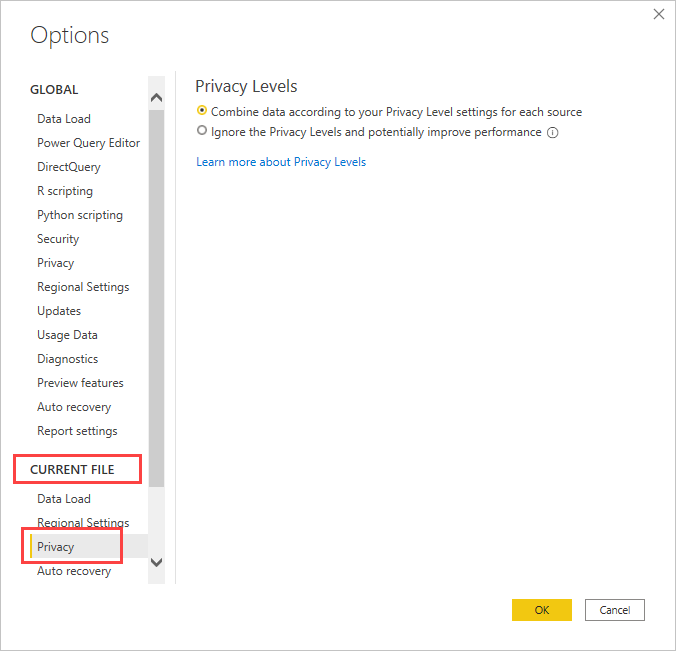 Options
GLOBAL
Data Load
Power Query Editor
DirectQuery
R scripting
Python scripting
Security
Privacy
Regional Settings
Updates
Usage Data
Diagnostics
Preview features
Auto recovery
Report settings
CURRENT FILE
Data Load
Regional Settings
Privacy
Auto recovery
Privacy Levels
Combine data according to your Privacy Level settings for each source
Ignore the Privacy Levels and potentially improve performance
Learn more about Privacy Levels
OK
Cancel